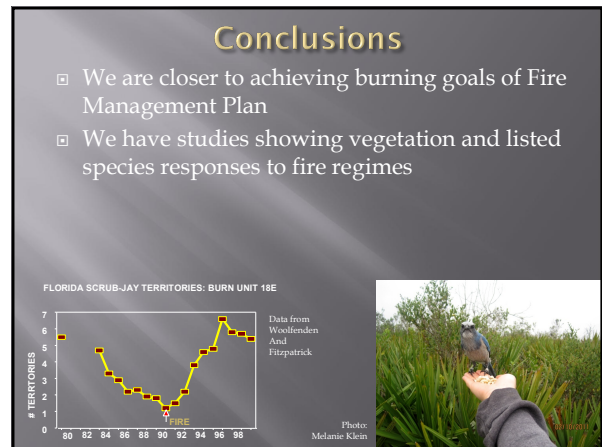 Conclusions
We are closer to achieving burning goals of Fire
Management Plan
We have studies showing vegetation and listed
species responses to fire regimes
FLORIDA SCRUB-JAY TERRITORIES: BURN UNIT 18E
# TERRTORIES
7
6
5
4
3
2
1
0
80 82 84 86 88 90 92 94 96 98
FIRE
Data from
Woolfenden
And
Fitzpatrick
Photo:
Melanie Klein